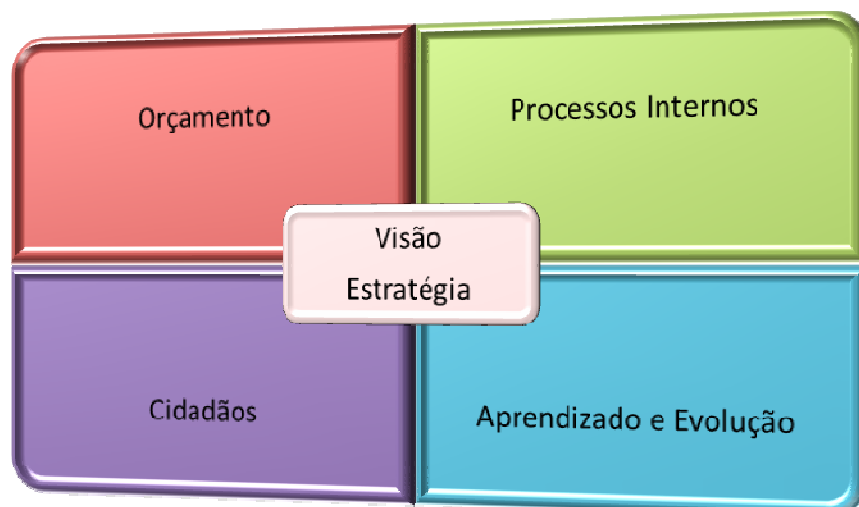 Orçamento
Processos Internos
Visão
Estratégia
Cidadãos
Aprendizado e Evolução